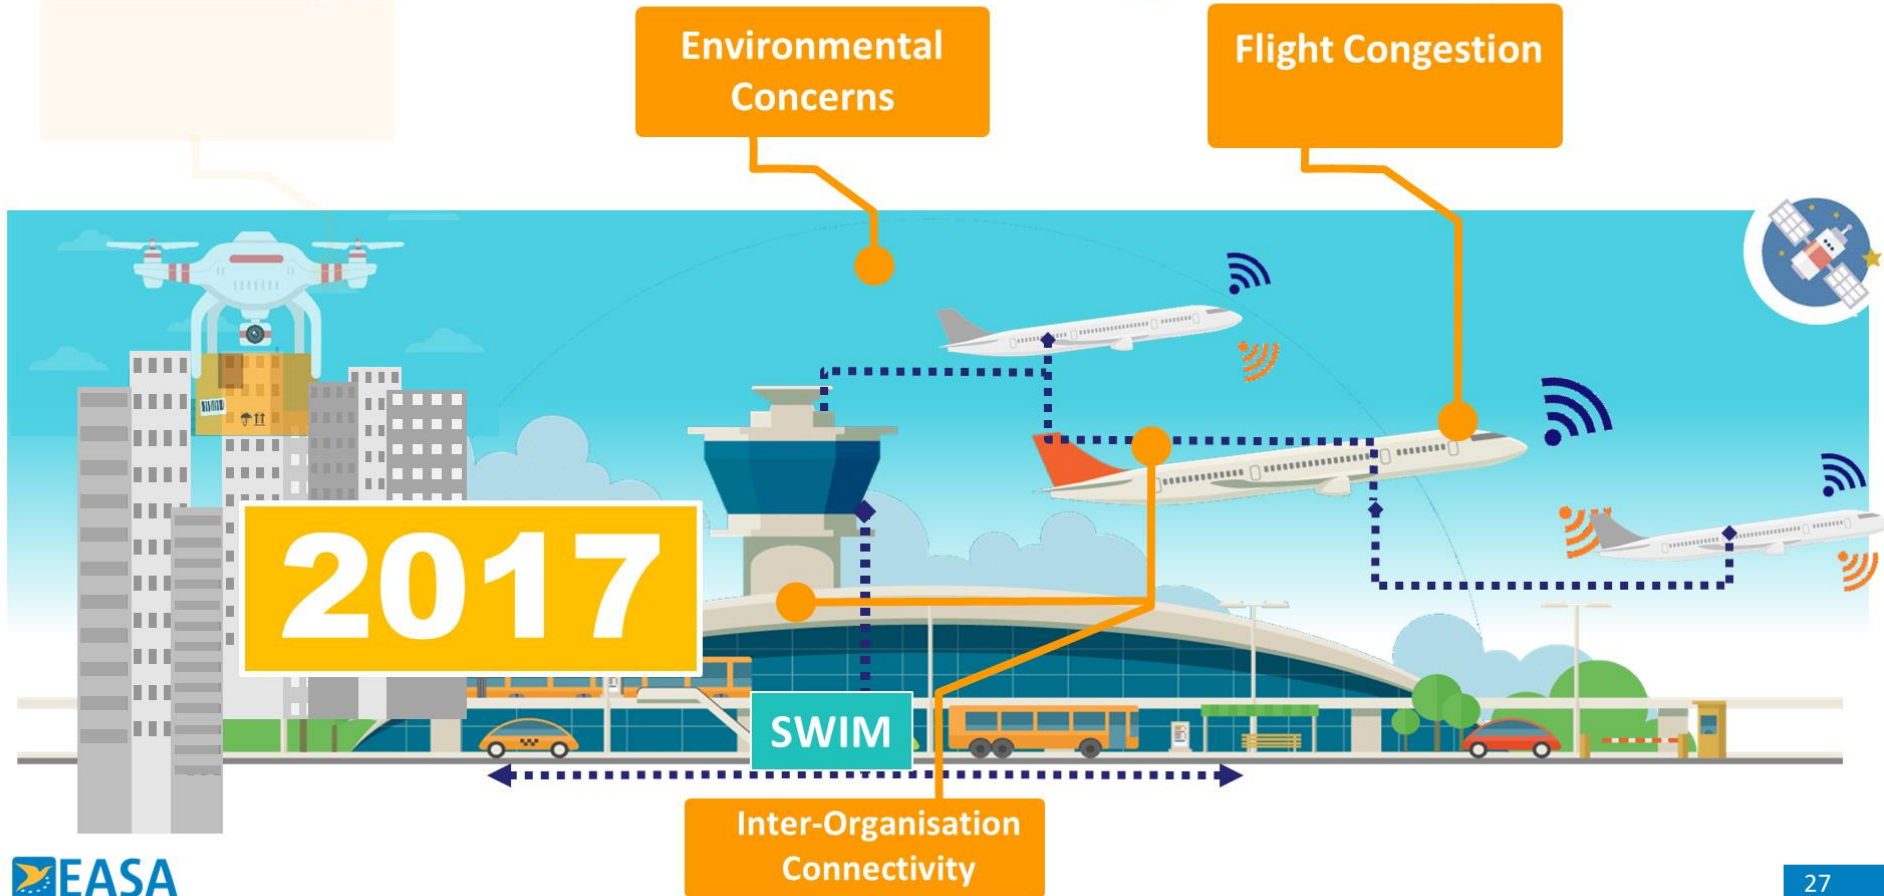 Environmental
Concerns
Flight Congestion
2017
SWIM
Inter-Organisation
Connectivity
EASA
27